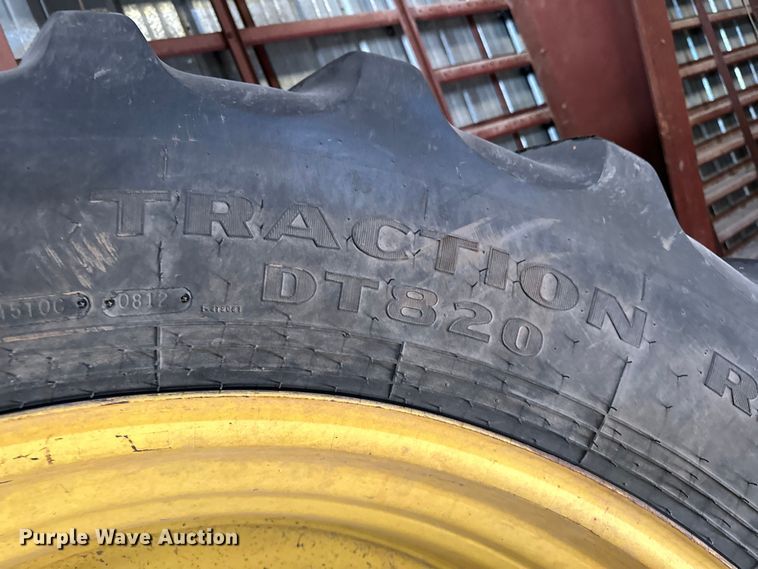 TRACTION R
DT820
0812
Purple Wave Auction